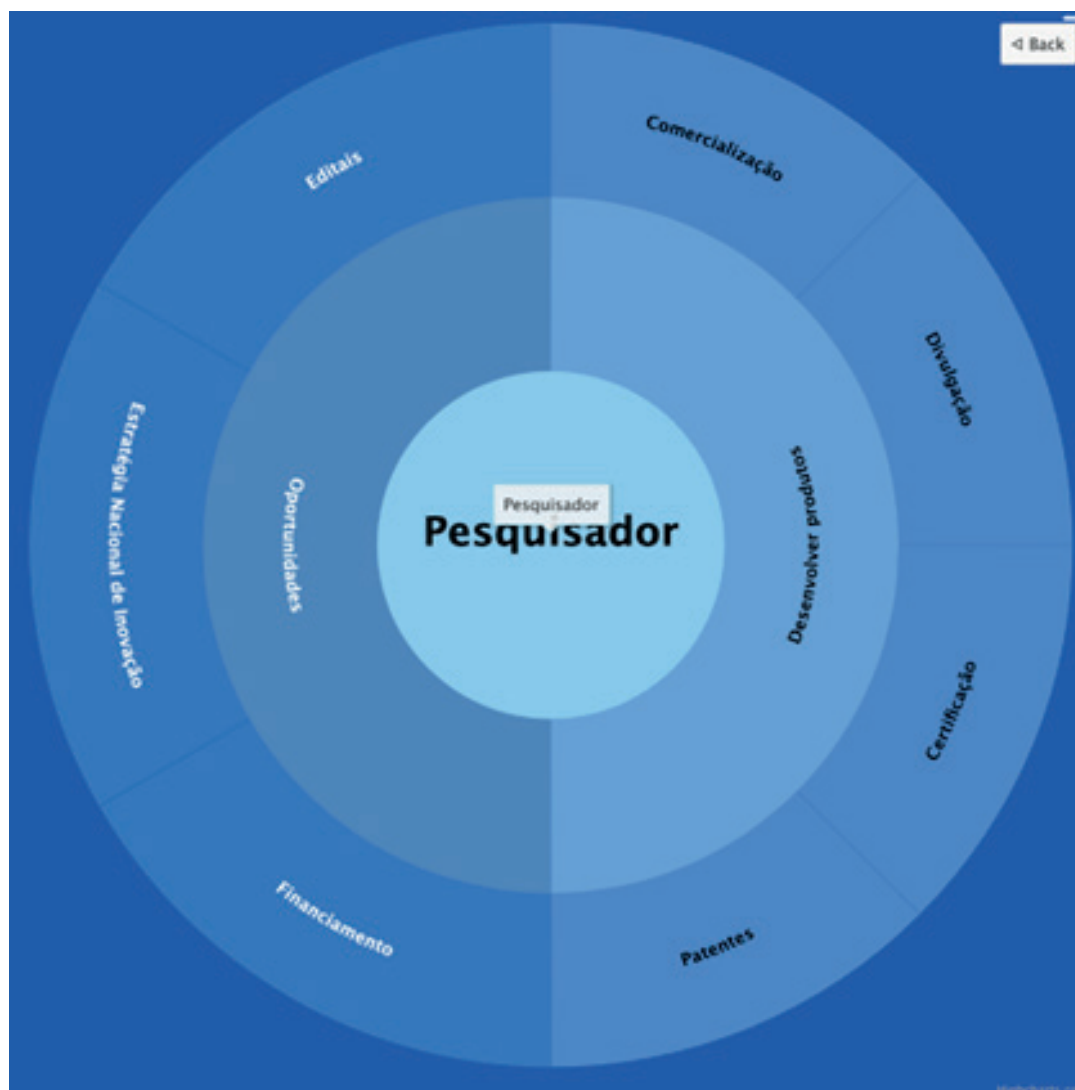 ◁ Back
Editais
Comercialização
Divulgação
Estratégia Nacional de Inovação
Oportunidades
Pesquisador
Pesquisador
Desenvolver produtos
Certificação
Financiamento
Patentes